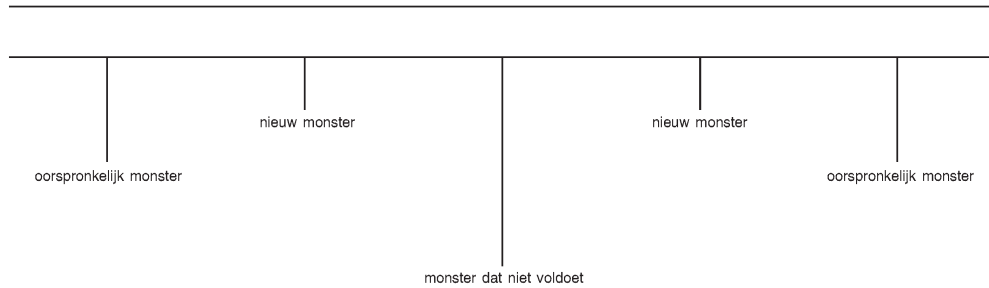 nieuw monster
nieuw monster
oorspronkelijk monster
oorspronkelijk monster
monster dat niet voldoet